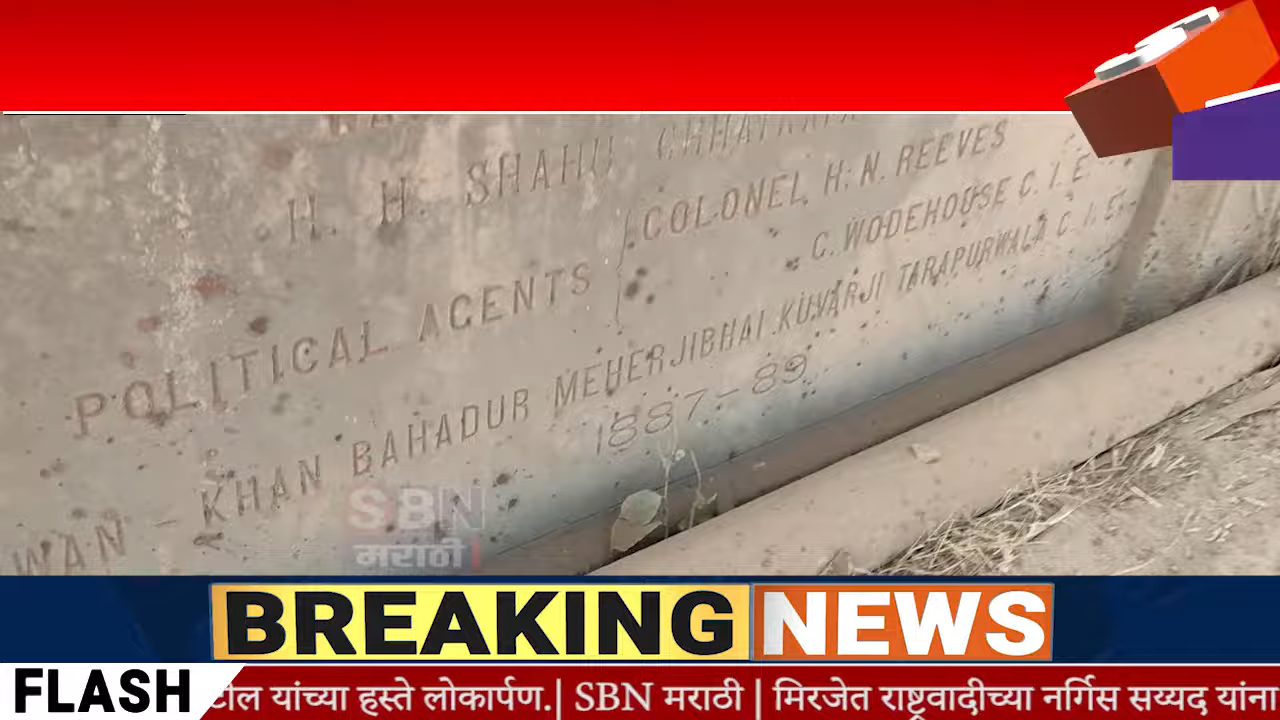 H. H. SHAHU CHHATRAPATI
POLITICAL AGENTS { COLONEL H. N. REEVES
C. WODEHOUSE C. I. E.
WAN - KHAN BAHADUR MEHERJIBHAI KUVARJI TARAPURWALA C. I. E.
1887-89
SBN
मराठी
BREAKING NEWS
FLASH
टील यांच्या हस्ते लोकार्पण.| SBN मराठी | मिरजेत राष्ट्रवादीच्या नर्गिस सय्यद यांना